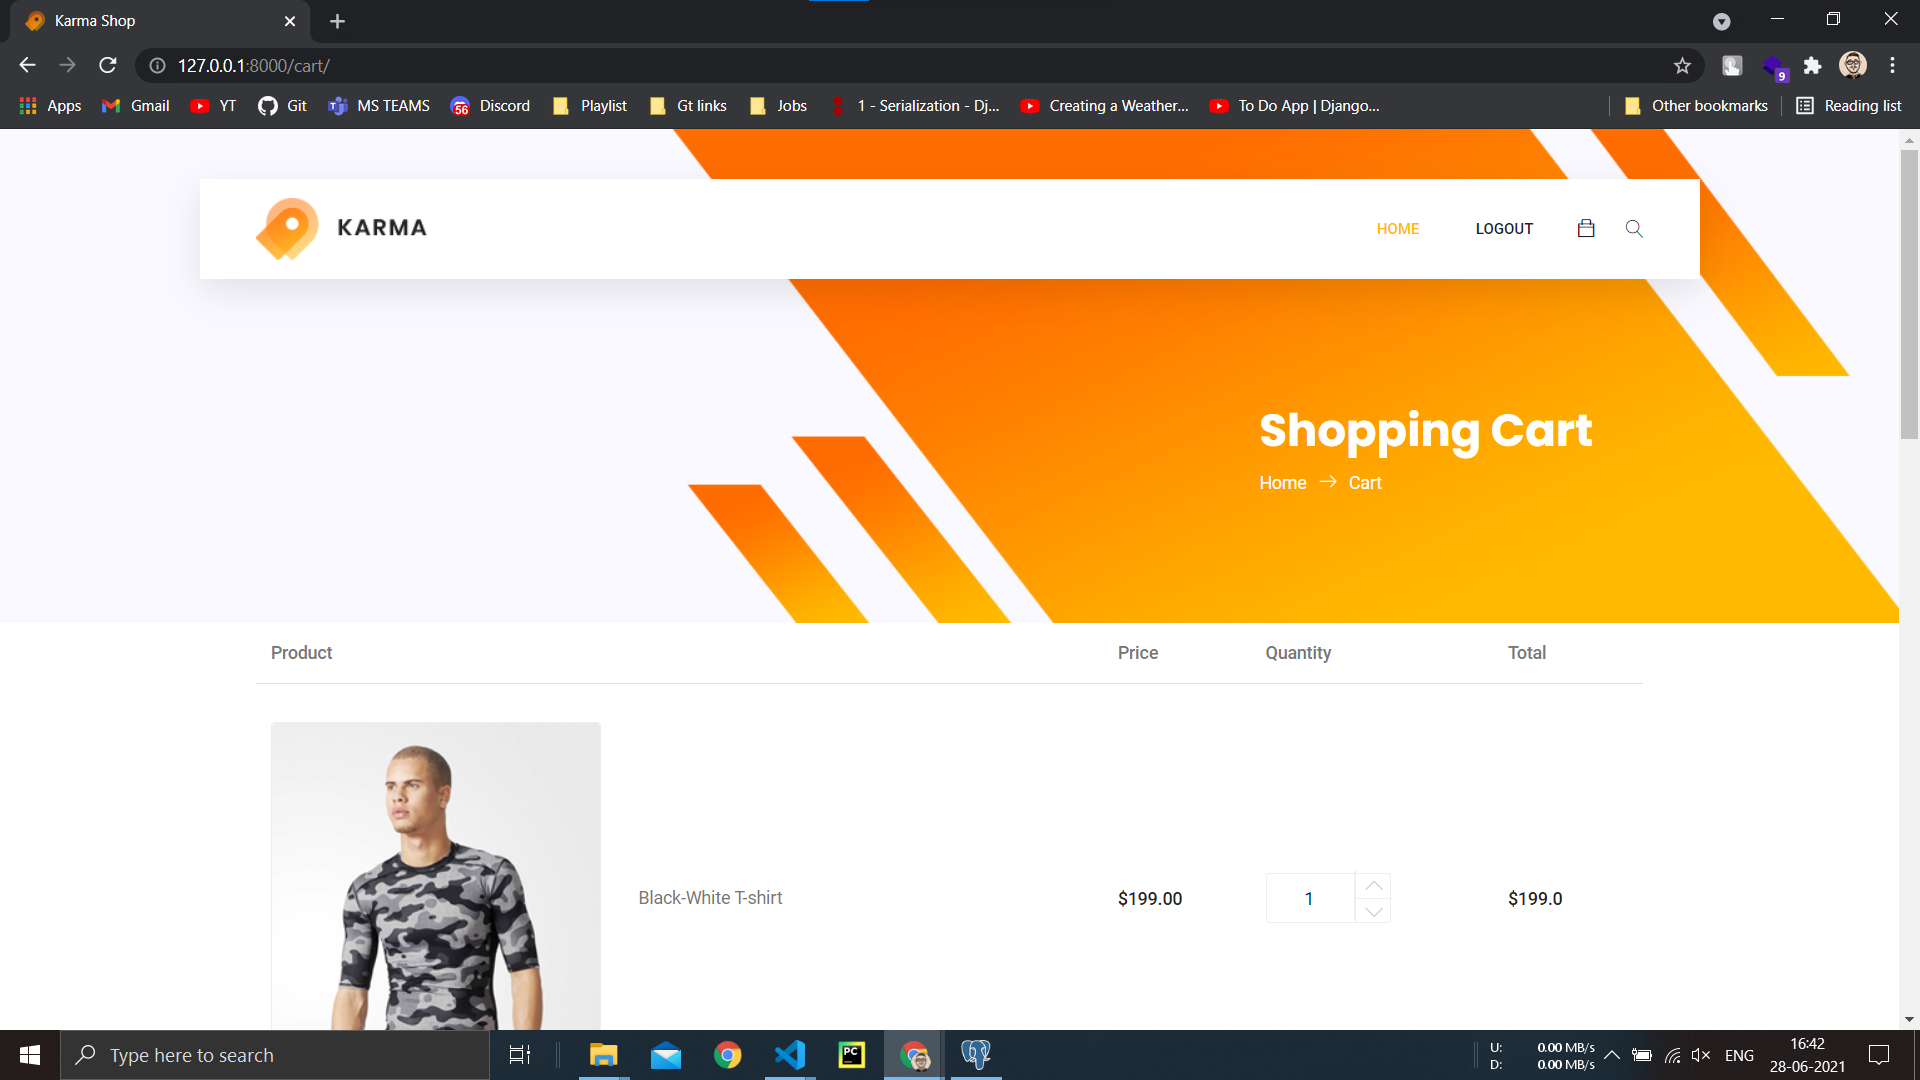 Karma Shop
127.0.0.1:8000/cart/
9
Apps Gmail YT Git MS TEAMS 56 Discord Playlist Gt links Jobs 1 - Serialization - Dj... Creating a Weather... To Do App | Django... Other bookmarks Reading list
KARMA HOME LOGOUT
Shopping Cart
Home → Cart
Product Price Quantity Total
Black-White T-shirt $199.00 1 $199.0
Type here to search
PC
U: 0.00 MB/s
D: 0.00 MB/s
ENG
16:42
28-06-2021